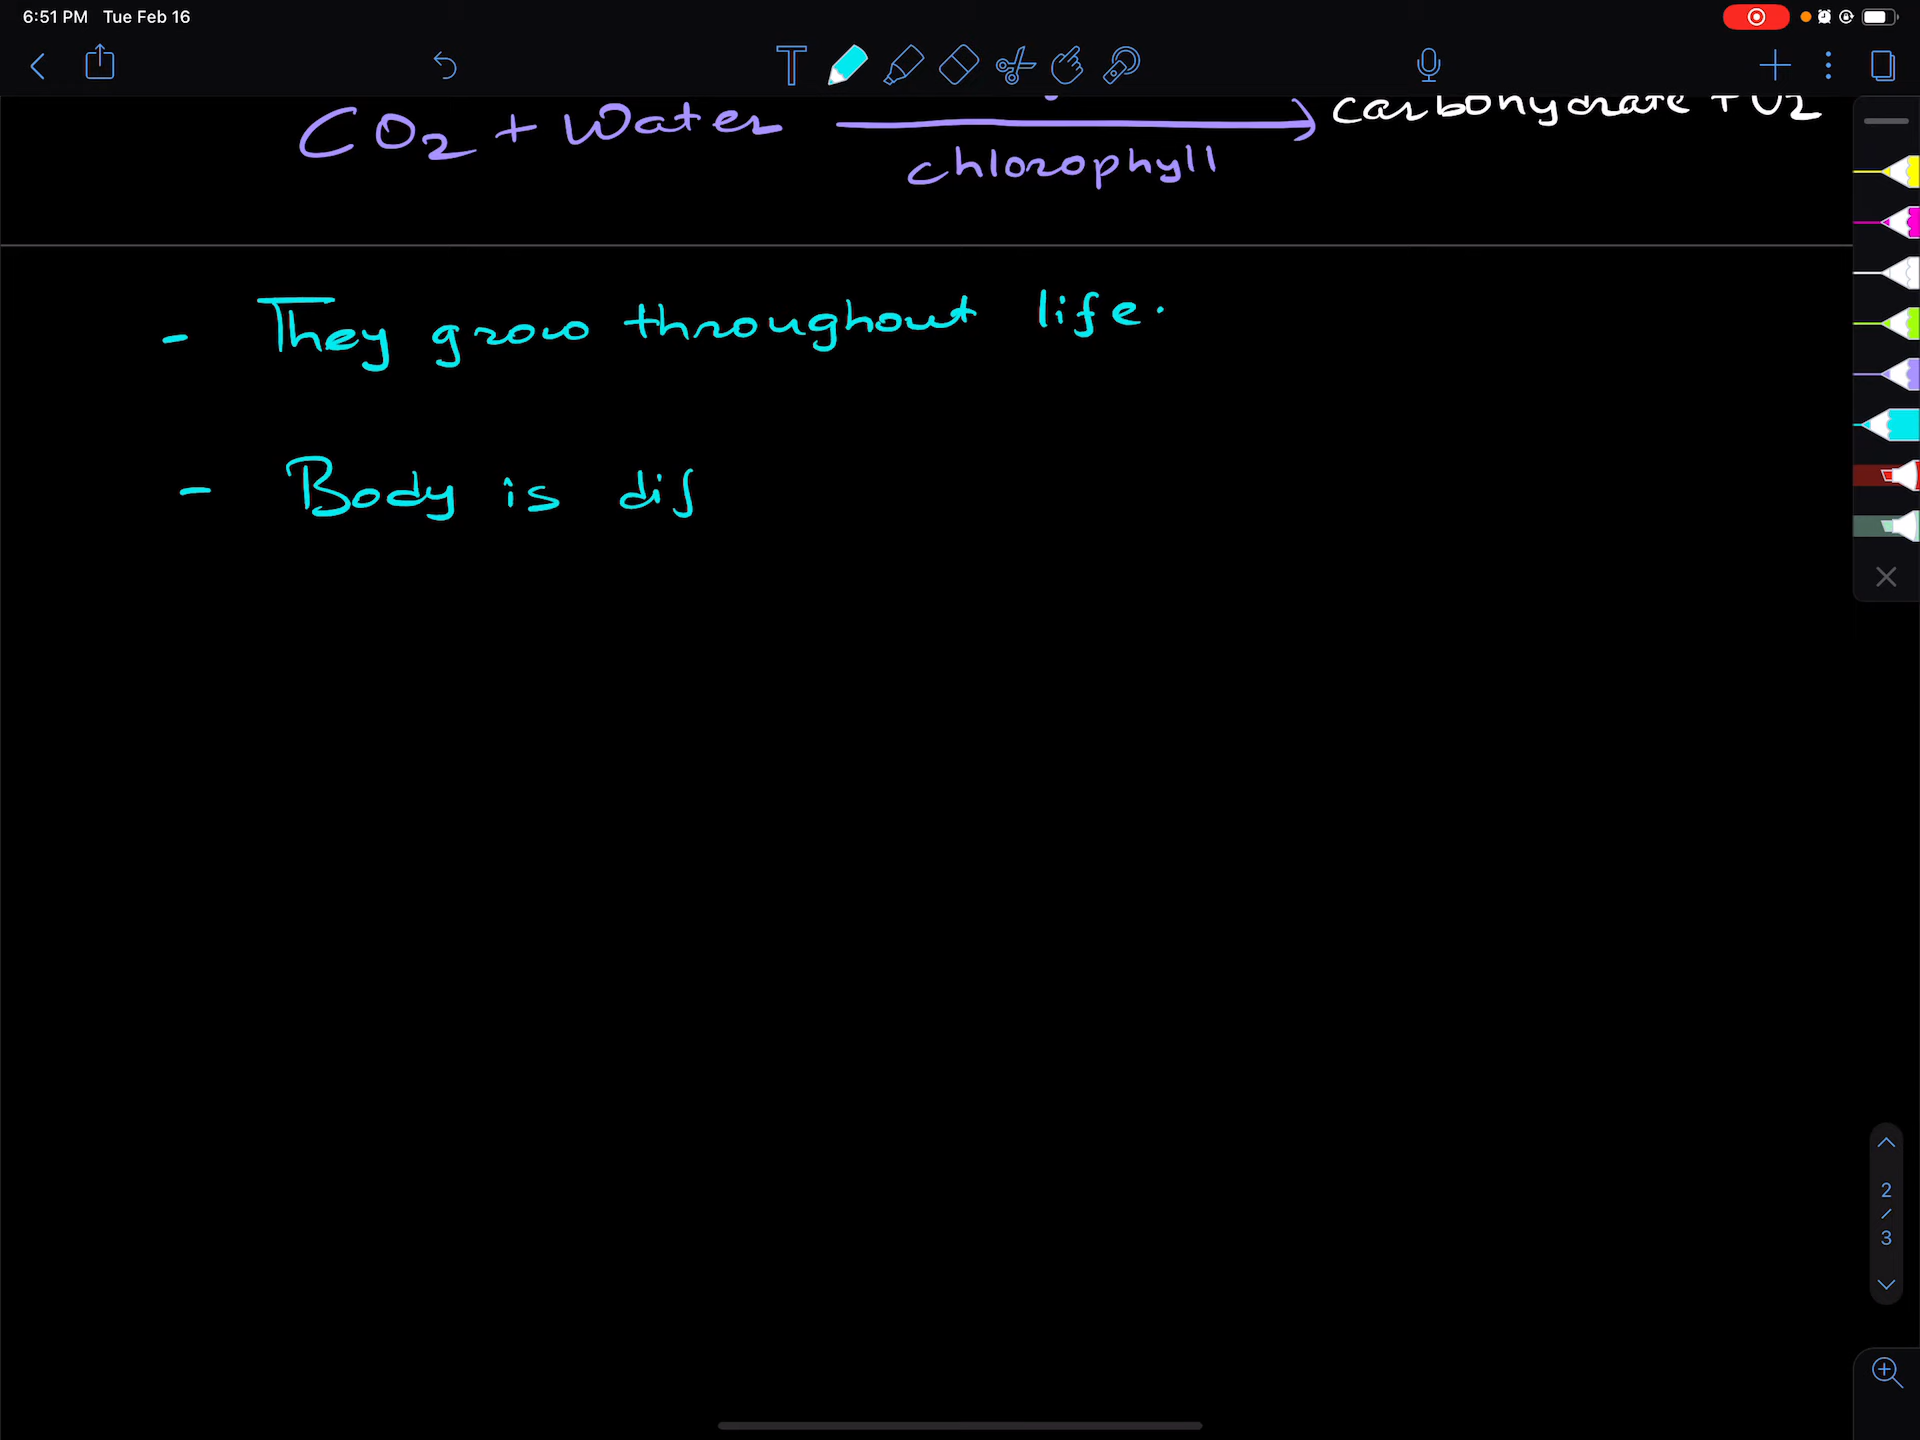 6:51 PM Tue Feb 16
CO2 + Water
chlorophyll
carbohydrate + O2
- They grow throughout life.
- Body is dif
2
/
3